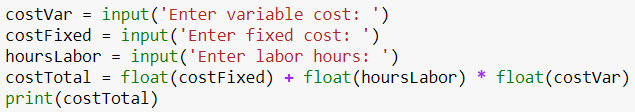 costVar = input('Enter variable cost: ')
costFixed = input('Enter fixed cost: ')
hoursLabor = input('Enter labor hours: ')
costTotal = float(costFixed) + float(hoursLabor) * float(costVar)
print(costTotal)